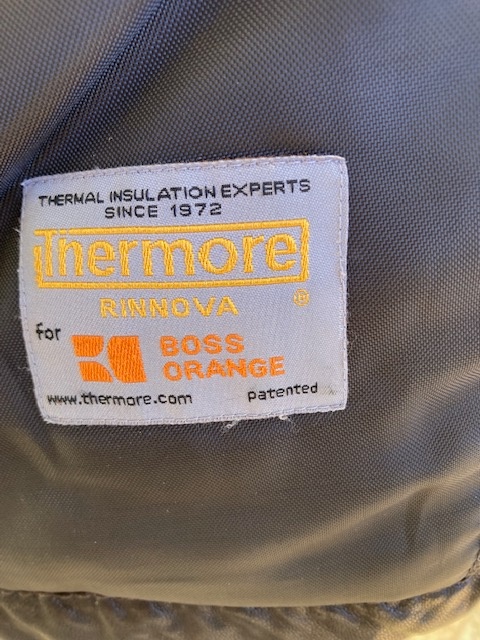 THERMAL INSULATION EXPERTS
SINCE 1972
Thermore
RINNOVA ®
for
BOSS
ORANGE
www.thermore.com patented